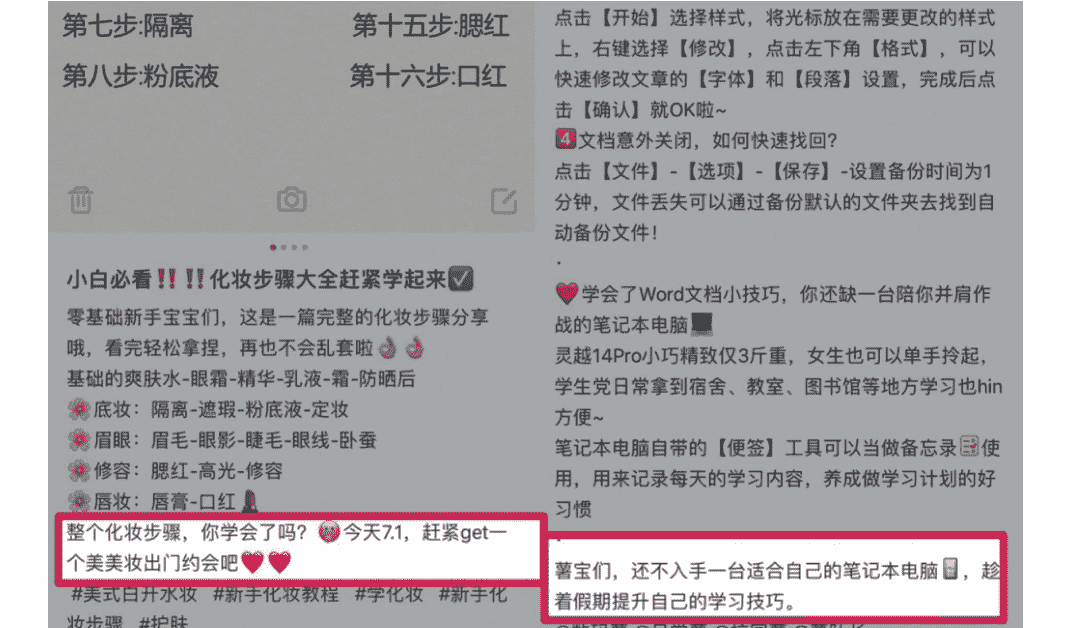 第七步:隔离
第十五步:腮红
第八步:粉底液
第十六步:口红
小白必看‼️‼️化妆步骤大全赶紧学起来☑️
零基础新手宝宝们，这是一篇完整的化妆步骤分享
哦，看完轻松拿捏，再也不会乱套啦👌👌
基础的爽肤水-眼霜-精华-乳液-霜-防晒后
🌸底妆：隔离-遮瑕-粉底液-定妆
🌸眉眼：眉毛-眼影-睫毛-眼线-卧蚕
🌸修容：腮红-高光-修容
🌸唇妆：唇膏-口红💄
整个化妆步骤，你学会了吗？😍今天7.1，赶紧get一
个美美妆出门约会吧❤️❤️
#美式白开水妆 #新手化妆教程 #学化妆 #新手化
妆步骤 #护肤
点击【开始】选择样式，将光标放在需要更改的样式
上，右键选择【修改】，点击左下角【格式】，可以
快速修改文章的【字体】和【段落】设置，完成后点
击【确认】就OK啦~
4️⃣文档意外关闭，如何快速找回？
点击【文件】-【选项】-【保存】-设置备份时间为1
分钟，文件丢失可以通过备份默认的文件夹去找到自
动备份文件！
.
❤️学会了Word文档小技巧，你还缺一台陪你并肩作
战的笔记本电脑💻
灵越14Pro小巧精致仅3斤重，女生也可以单手拎起，
学生党日常拿到宿舍、教室、图书馆等地方学习也hin
方便~
笔记本电脑自带的【便签】工具可以当做备忘录📝使
用，用来记录每天的学习内容，养成做学习计划的好
习惯
.
薯宝们，还不入手一台适合自己的笔记本电脑📱，趁
着假期提升自己的学习技巧。